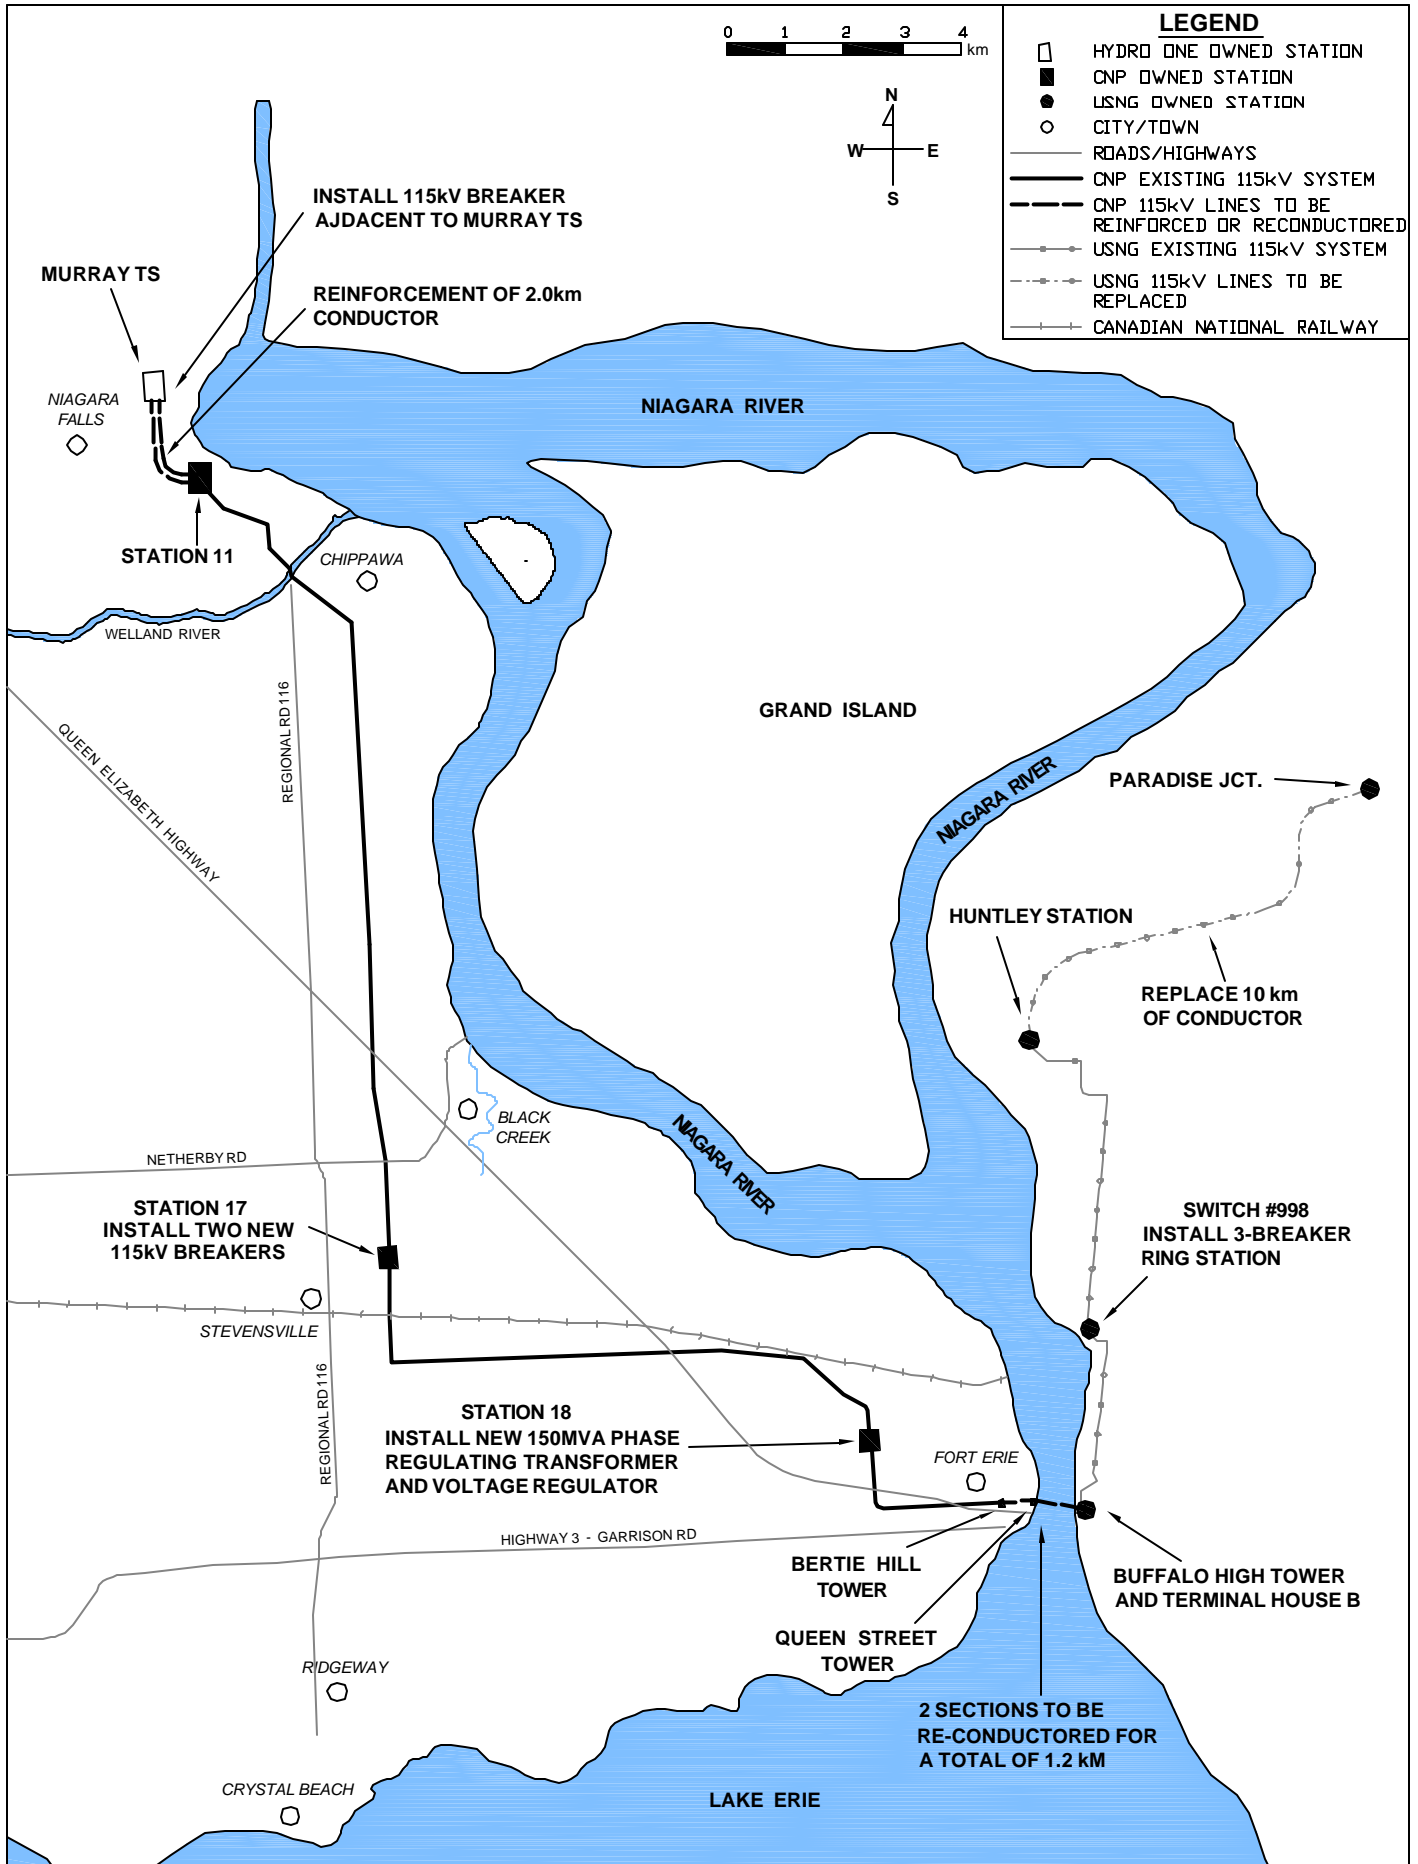 0 1 2 3 4
km
N
W E
S
LEGEND
HYDRO ONE OWNED STATION
CNP OWNED STATION
USNG OWNED STATION
CITY/TOWN
ROADS/HIGHWAYS
CNP EXISTING 115kV SYSTEM
CNP 115kV LINES TO BE
REINFORCED OR RECONDUCTORED
USNG EXISTING 115kV SYSTEM
USNG 115kV LINES TO BE
REPLACED
CANADIAN NATIONAL RAILWAY
INSTALL 115kV BREAKER
AJDACENT TO MURRAY TS
MURRAY TS
REINFORCEMENT OF 2.0km
CONDUCTOR
NIAGARA
FALLS
NIAGARA RIVER
STATION 11
CHIPPAWA
WELLAND RIVER
REGIONAL RD 116
QUEEN ELIZABETH HIGHWAY
GRAND ISLAND
NIAGARA RIVER
PARADISE JCT.
HUNTLEY STATION
REPLACE 10 km
OF CONDUCTOR
BLACK
CREEK
NIAGARA RIVER
NETHERBY RD
STATION 17
INSTALL TWO NEW
115kV BREAKERS
SWITCH #998
INSTALL 3-BREAKER
RING STATION
STEVENSVILLE
REGIONAL RD 116
STATION 18
INSTALL NEW 150MVA PHASE
REGULATING TRANSFORMER
AND VOLTAGE REGULATOR
FORT ERIE
HIGHWAY 3 - GARRISON RD
BERTIE HILL
TOWER
BUFFALO HIGH TOWER
AND TERMINAL HOUSE B
QUEEN STREET
TOWER
RIDGEWAY
2 SECTIONS TO BE
RE-CONDUCTORED FOR
A TOTAL OF 1.2 kM
CRYSTAL BEACH
LAKE ERIE